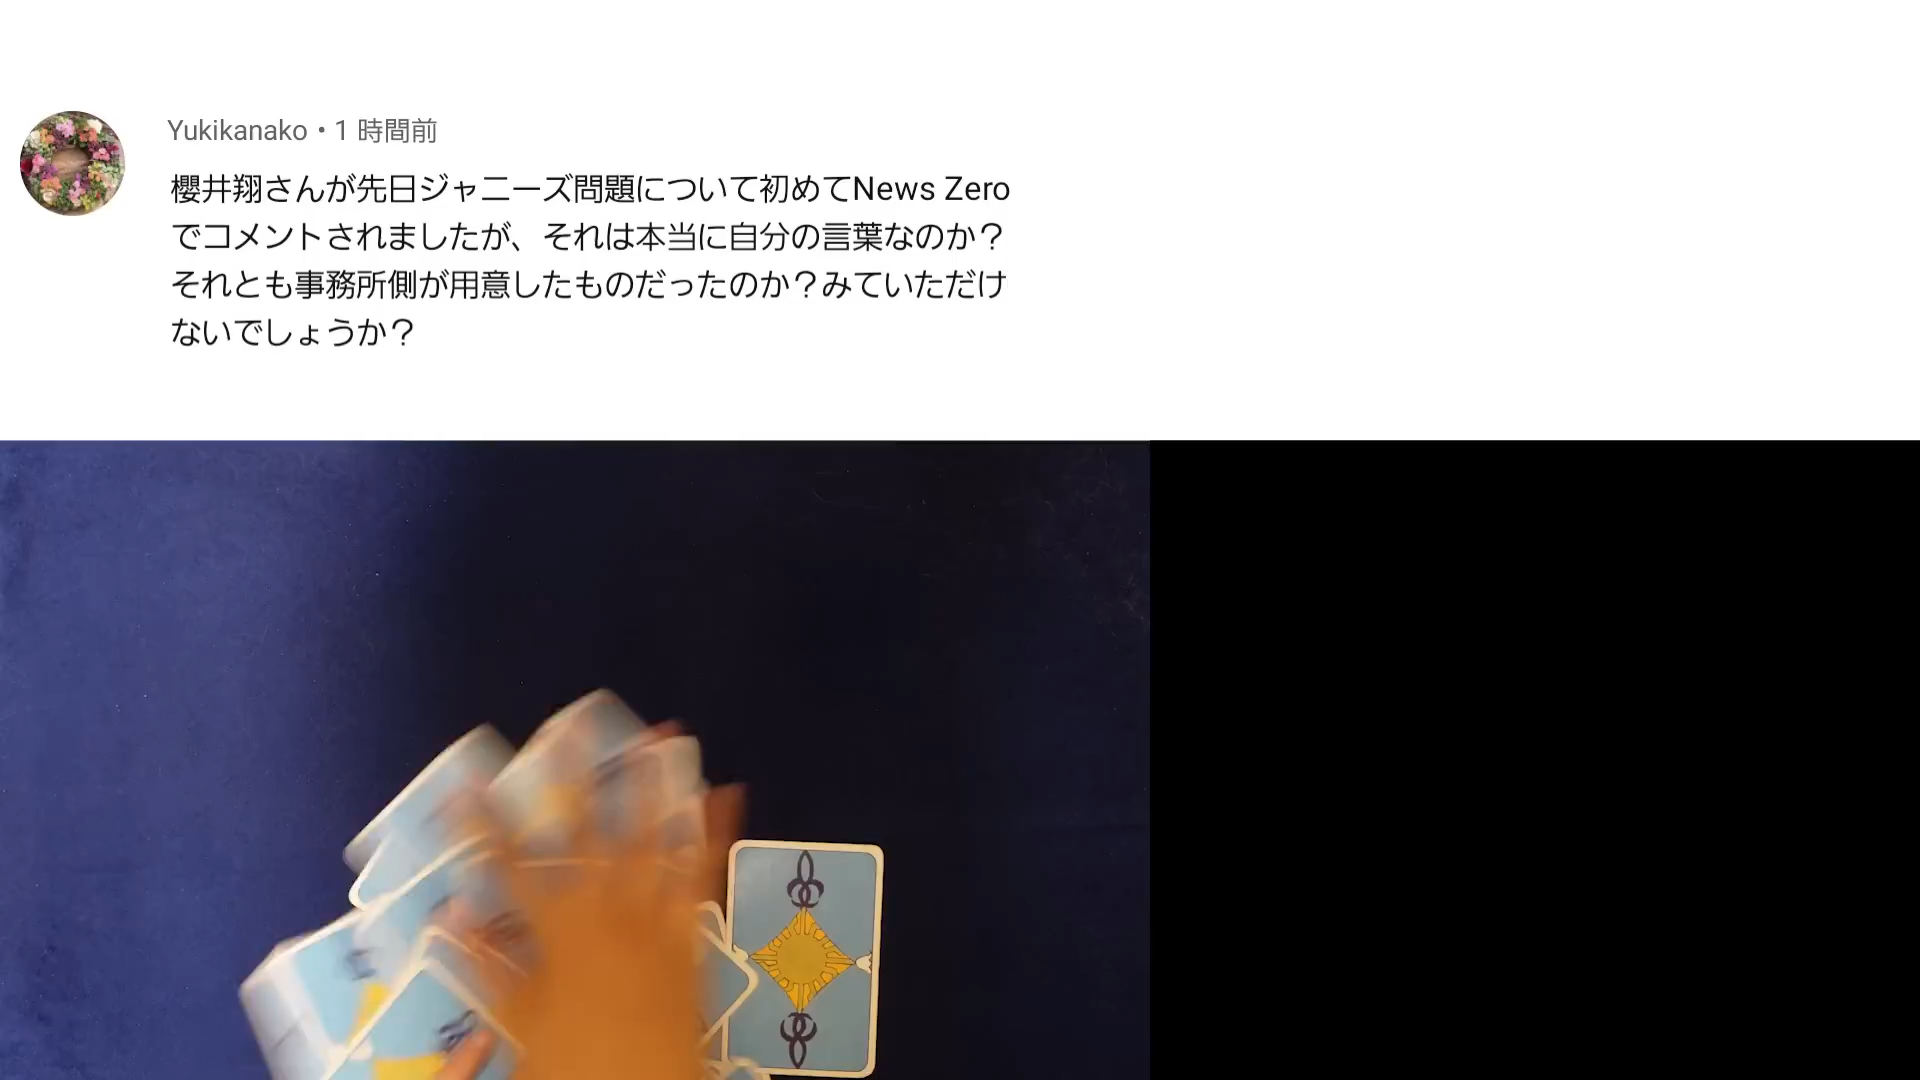 Yukikanako • 1 時間前
櫻井翔さんが先日ジャニーズ問題について初めてNews Zero
でコメントされましたが、それは本当に自分の言葉なのか？
それとも事務所側が用意したものだったのか？みていただけ
ないでしょうか？